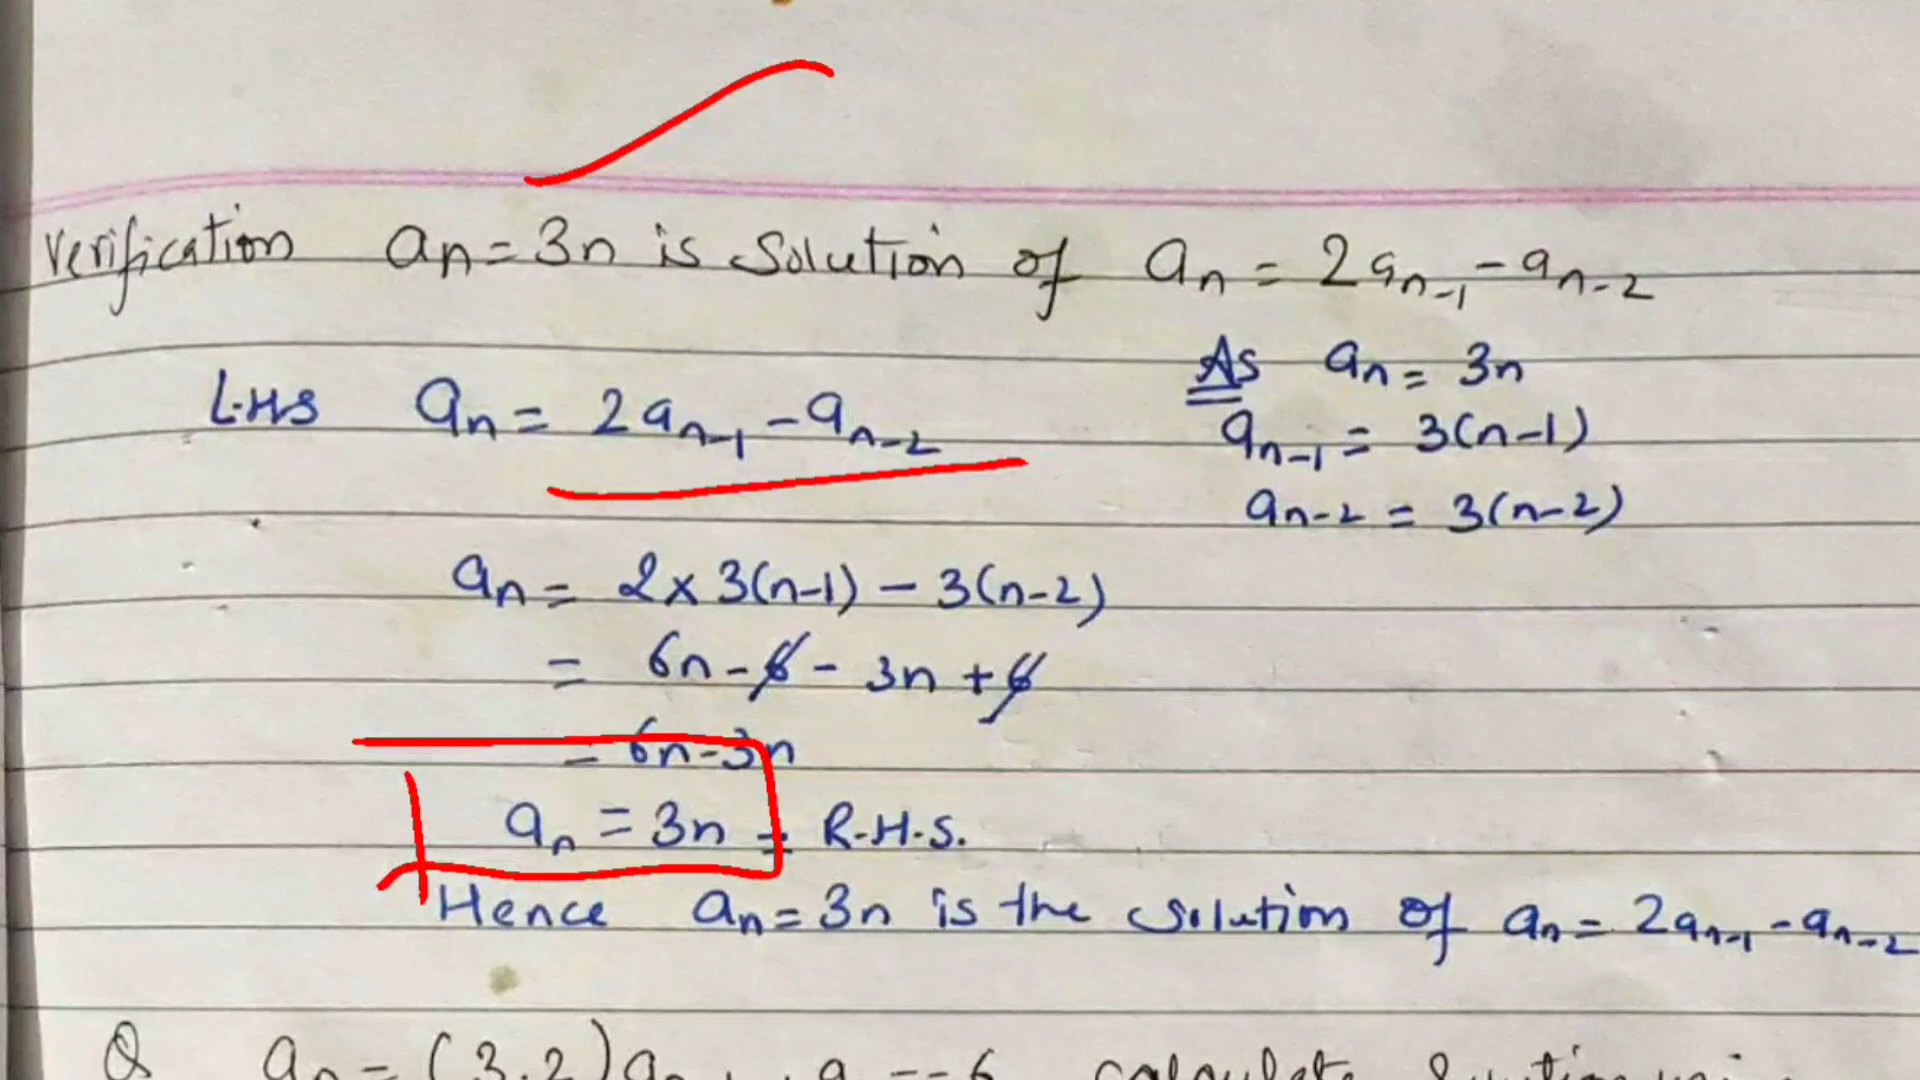 Verification aₙ = 3n is solution of aₙ = 2aₙ₋₁ - aₙ₋₂
L.H.S aₙ = 2aₙ₋₁ - aₙ₋₂
As aₙ = 3n
aₙ₋₁ = 3(n-1)
aₙ₋₂ = 3(n-2)
aₙ = 2 x 3(n-1) - 3(n-2)
= 6n - 6 - 3n + 6
= 6n - 3n
aₙ = 3n = R.H.S.
Hence aₙ = 3n is the solution of aₙ = 2aₙ₋₁ - aₙ₋₂
Q aₙ = calculate